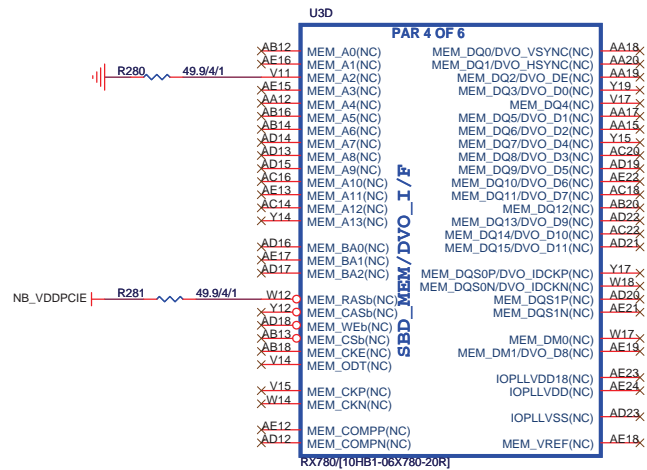 U3D
PAR 4 OF 6
AB12 MEM_A0(NC) MEM_DQ0/DVO_VSYNC(NC) AA18
AE16 MEM_A1(NC) MEM_DQ1/DVO_HSYNC(NC) AA20
R280 49.9/4/1 V11 MEM_A2(NC) MEM_DQ2/DVO_DE(NC) AA19
AE15 MEM_A3(NC) MEM_DQ3/DVO_D0(NC) Y19
AA12 MEM_A4(NC) MEM_DQ4(NC) V17
AB16 MEM_A5(NC) MEM_DQ5/DVO_D1(NC) AA17
AB14 MEM_A6(NC) MEM_DQ6/DVO_D2(NC) AA15
AD14 MEM_A7(NC) MEM_DQ7/DVO_D4(NC) Y15
AD13 MEM_A8(NC) MEM_DQ8/DVO_D3(NC) AC20
AD15 MEM_A9(NC) MEM_DQ9/DVO_D5(NC) AD19
AC16 MEM_A10(NC) MEM_DQ10/DVO_D6(NC) AE22
AE13 MEM_A11(NC) MEM_DQ11/DVO_D7(NC) AC18
AC14 MEM_A12(NC) MEM_DQ12(NC) AB20
Y14 MEM_A13(NC) MEM_DQ13/DVO_D9(NC) AD22
MEM_DQ14/DVO_D10(NC) AC22
AD16 MEM_BA0(NC) MEM_DQ15/DVO_D11(NC) AD21
AE17 MEM_BA1(NC)
AD17 MEM_BA2(NC) MEM_DQS0P/DVO_IDCKP(NC) Y17
MEM_DQS0N/DVO_IDCKN(NC) W18
NB_VDDPCIE R281 49.9/4/1 W12 MEM_RASb(NC) MEM_DQS1P(NC) AD20
Y12 MEM_CASb(NC) MEM_DQS1N(NC) AE21
AD18 MEM_WEb(NC)
AB13 MEM_CSb(NC) MEM_DM0(NC) W17
AB18 MEM_CKE(NC) MEM_DM1/DVO_D8(NC) AE19
V14 MEM_ODT(NC)
IOPLLVDD18(NC) AE23
V15 MEM_CKP(NC) IOPLLVDD(NC) AE24
W14 MEM_CKN(NC)
IOPLLVSS(NC) AD23
AE12 MEM_COMPP(NC)
AD12 MEM_COMPN(NC) MEM_VREF(NC) AE18
SBD_MEM/DVO_I/F
RX780/[10HB1-06X780-20R]